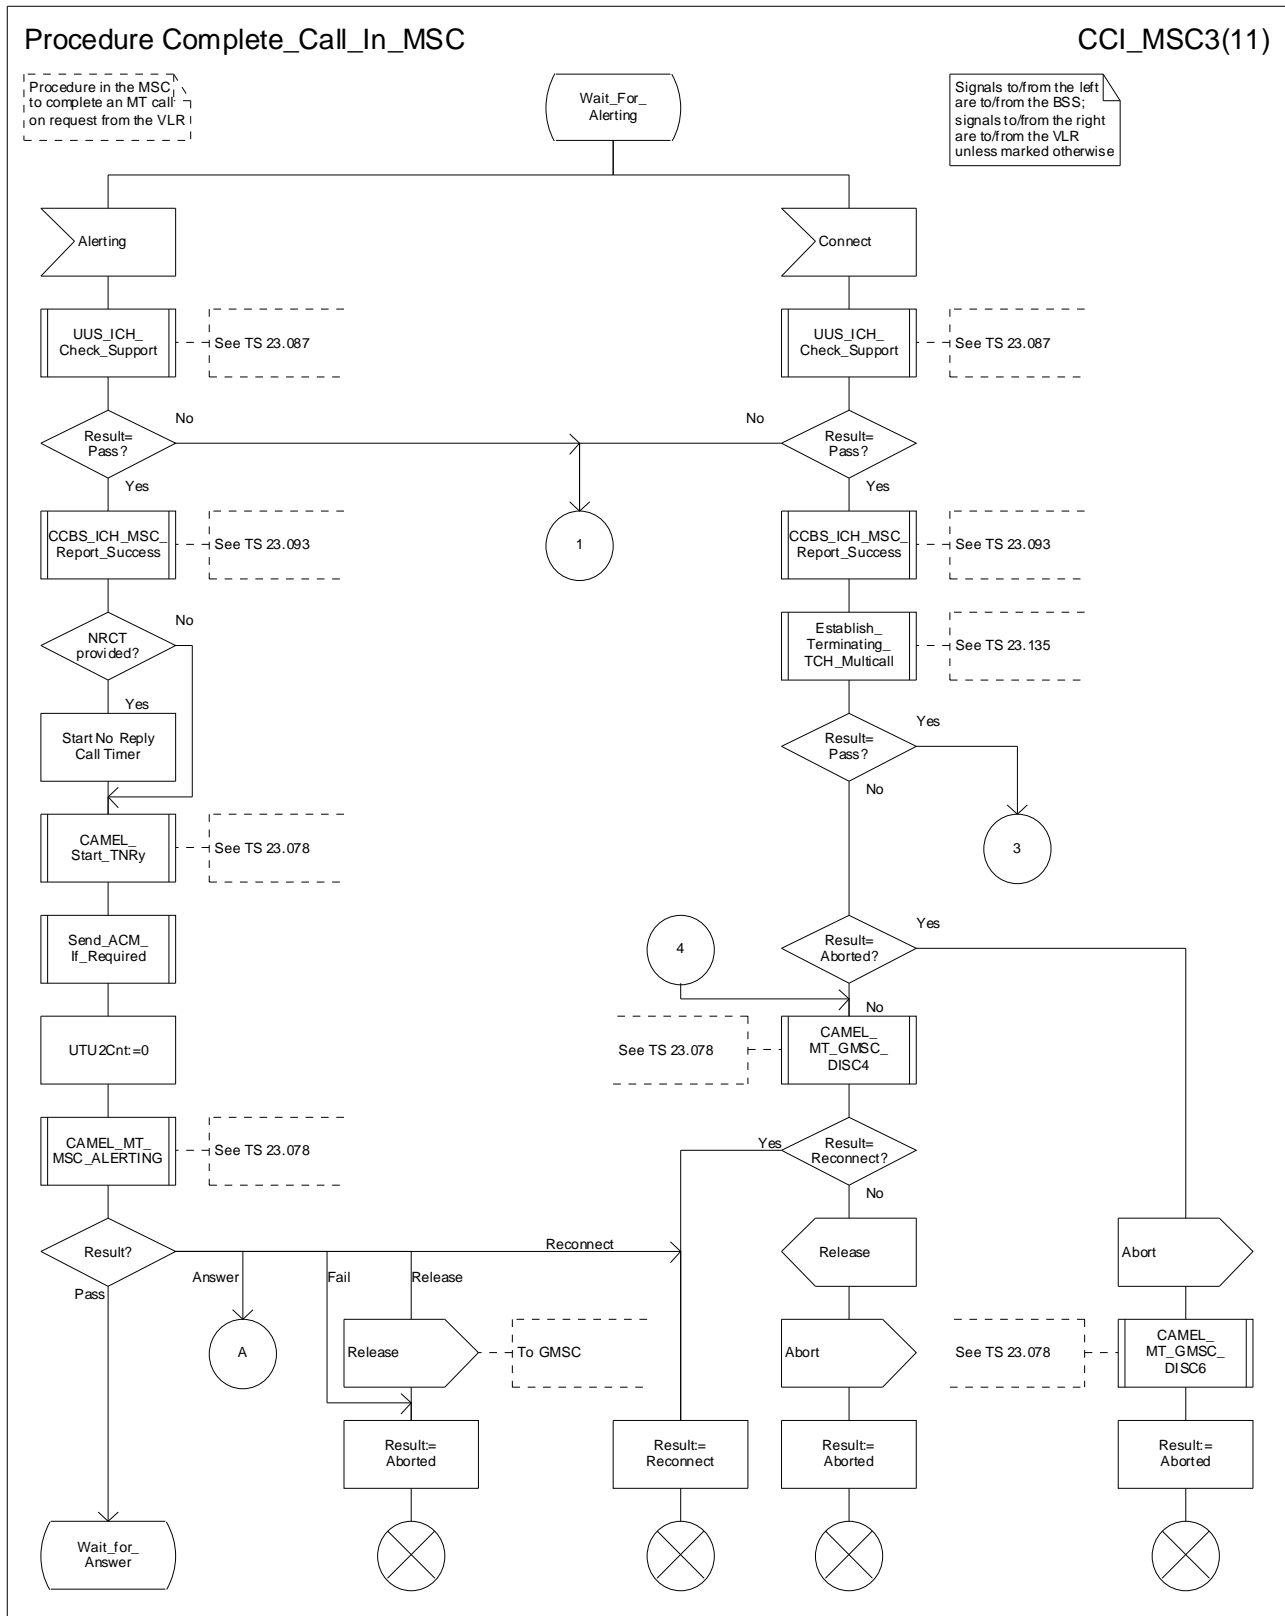 Procedure Complete_Call_In_MSC
CCI_MSC3(11)
Procedure in the MSC
to complete an MT call
on request from the VLR
Wait_For_
Alerting
Signals to/from the left
are to/from the BSS;
signals to/from the right
are to/from the VLR
unless marked otherwise
Alerting
Connect
UUS_ICH_
Check_Support
See TS 23.087
UUS_ICH_
Check_Support
See TS 23.087
No
No
Result=
Pass?
Result=
Pass?
Yes
Yes
CCBS_ICH_MSC_
Report_Success
See TS 23.093
1
CCBS_ICH_MSC_
Report_Success
See TS 23.093
No
NRCT
provided?
Establish_
Terminating_
TCH_Multicall
See TS 23.135
Yes
Yes
Start No Reply
Call Timer
Result=
Pass?
No
CAMEL_
Start_TNRy
See TS 23.078
3
Send_ACM_
If_Required
4
Result=
Aborted?
Yes
No
UTU2Cnt:=0
See TS 23.078
CAMEL_
MT_GMSC_
DISC4
CAMEL_MT_
MSC_ALERTING
See TS 23.078
Yes
Result=
Reconnect?
No
Result?
Reconnect
Release
Abort
Pass
Answer
Fail
Release
A
Release
To GMSC
Abort
See TS 23.078
CAMEL_
MT_GMSC_
DISC6
Result:=
Aborted
Result:=
Reconnect
Result:=
Aborted
Result:=
Aborted
Wait_for_
Answer